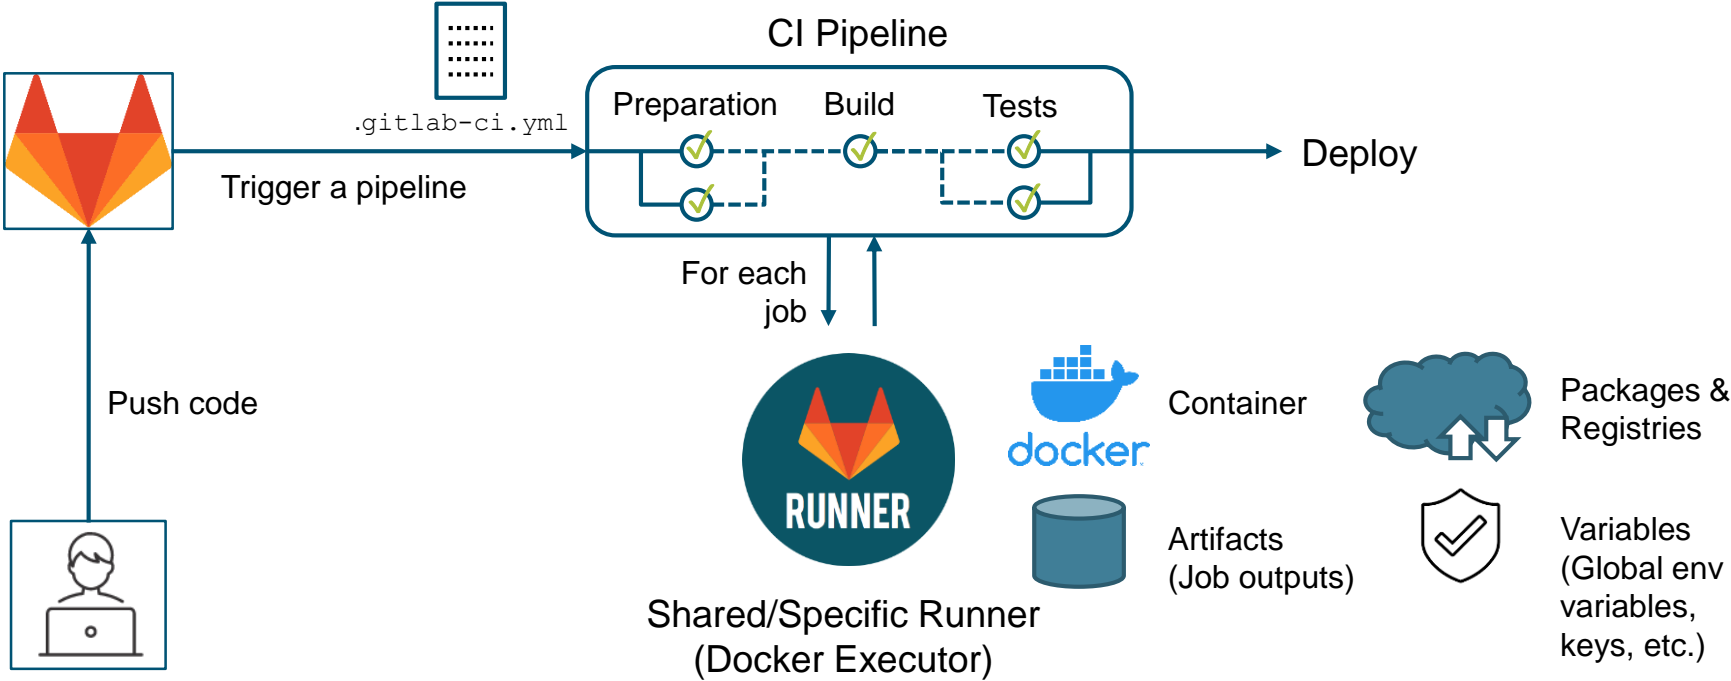 CI Pipeline
Preparation
Build
Tests
.gitlab-ci.yml
Trigger a pipeline
Deploy
For each
job
Push code
docker
Container
Packages &
Registries
RUNNER
Artifacts
(Job outputs)
Variables
(Global env
variables,
keys, etc.)
Shared/Specific Runner
(Docker Executor)